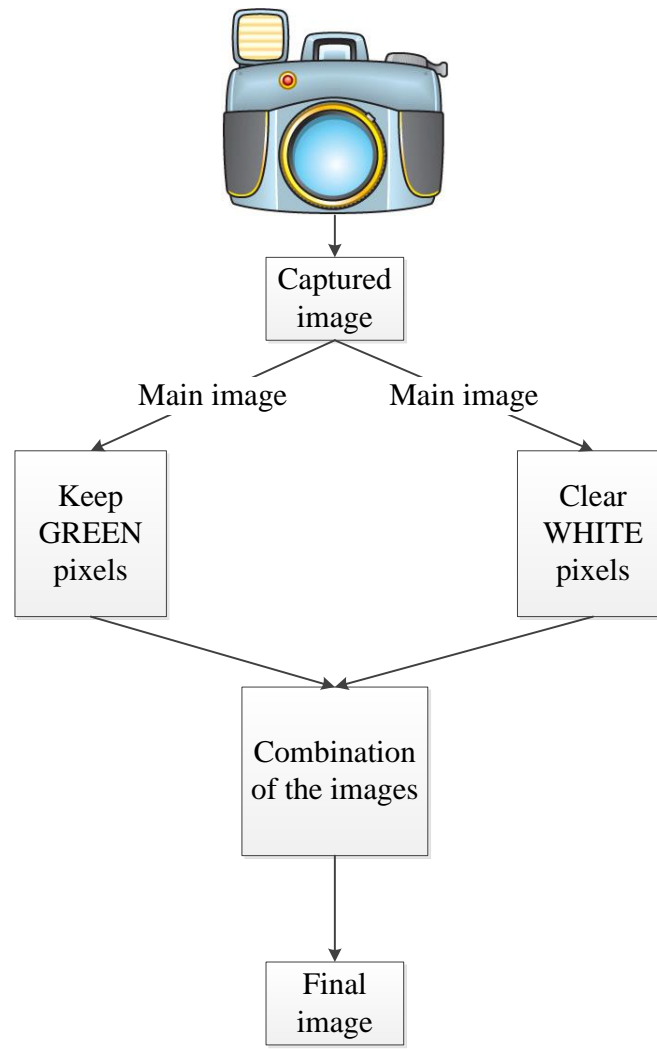 Captured
image
Main image
Main image
Keep
GREEN
pixels
Clear
WHITE
pixels
Combination
of the images
Final
image